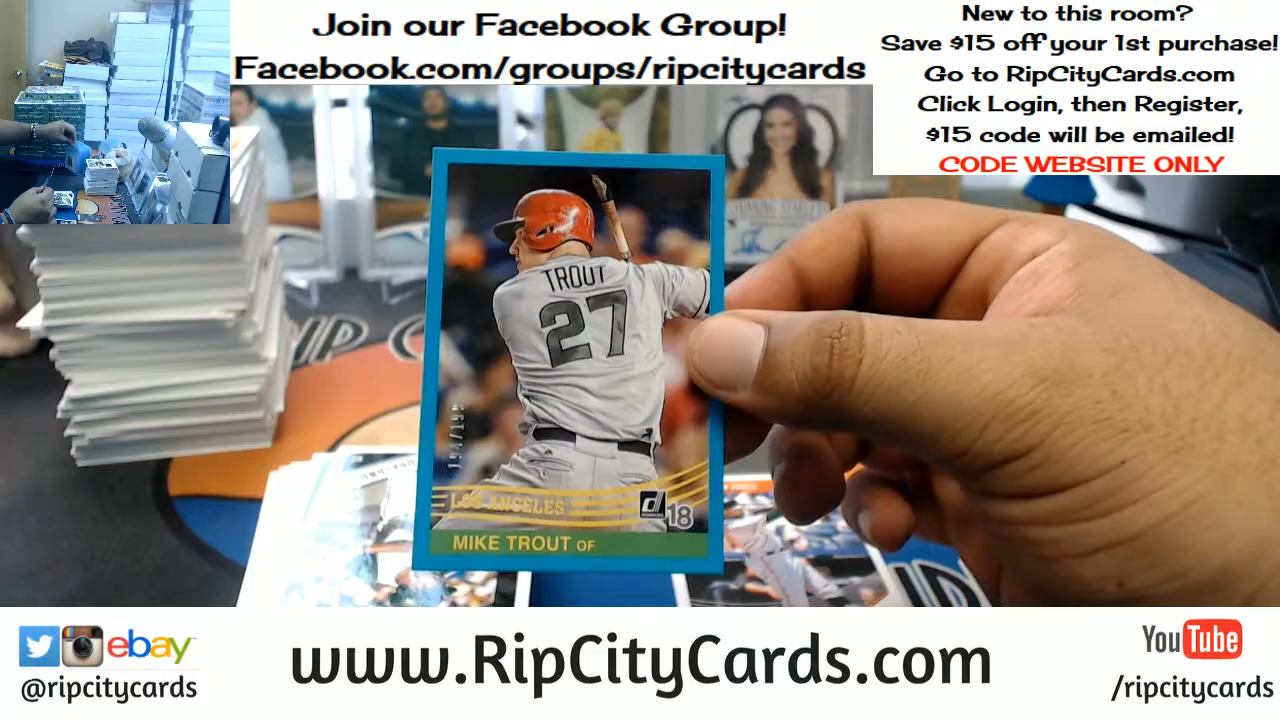 Join our Facebook Group!
Facebook.com/groups/ripcitycards
New to this room?
Save $15 off your 1st purchase!
Go to RipCityCards.com
Click Login, then Register,
$15 code will be emailed!
CODE WEBSITE ONLY
TROUT
27
LOS ANGELES
18
MIKE TROUT OF
ebay
@ripcitycards
www.RipCityCards.com
YouTube
/ripcitycards